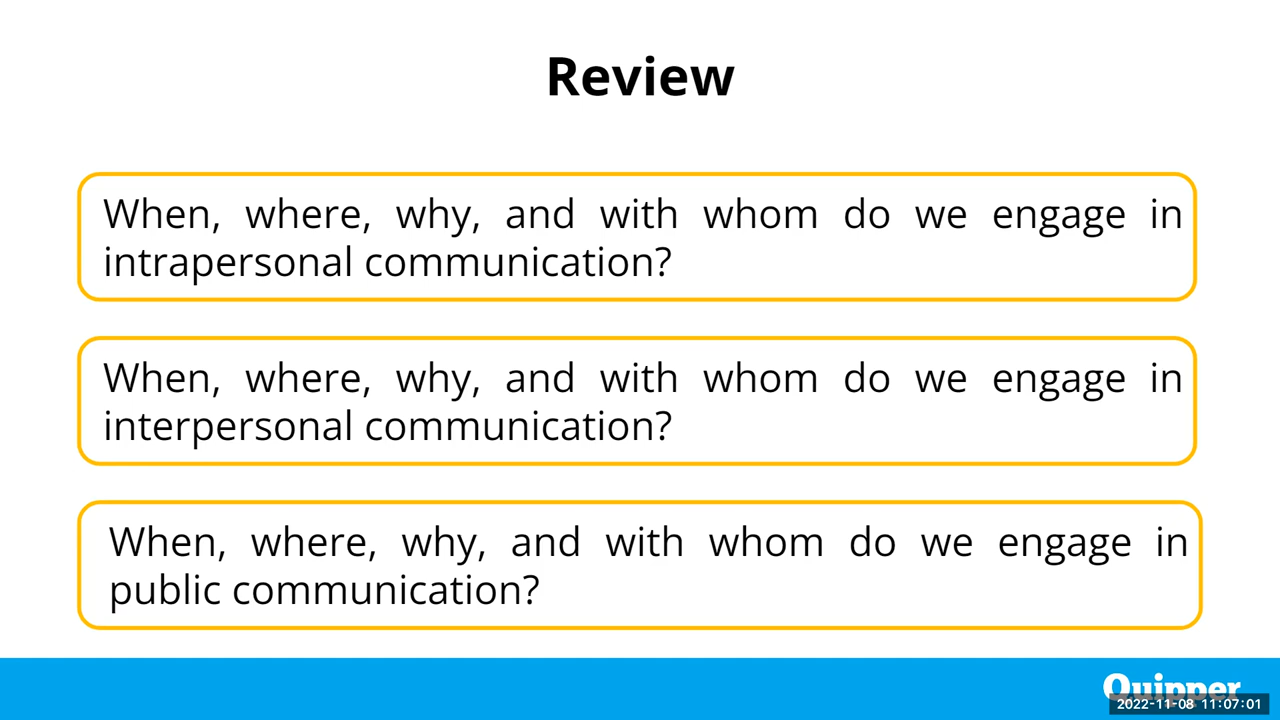 Review
When, where, why, and with whom do we engage in
intrapersonal communication?
When, where, why, and with whom do we engage in
interpersonal communication?
When, where, why, and with whom do we engage in
public communication?
Quipper
2022-11-08 11:07:01